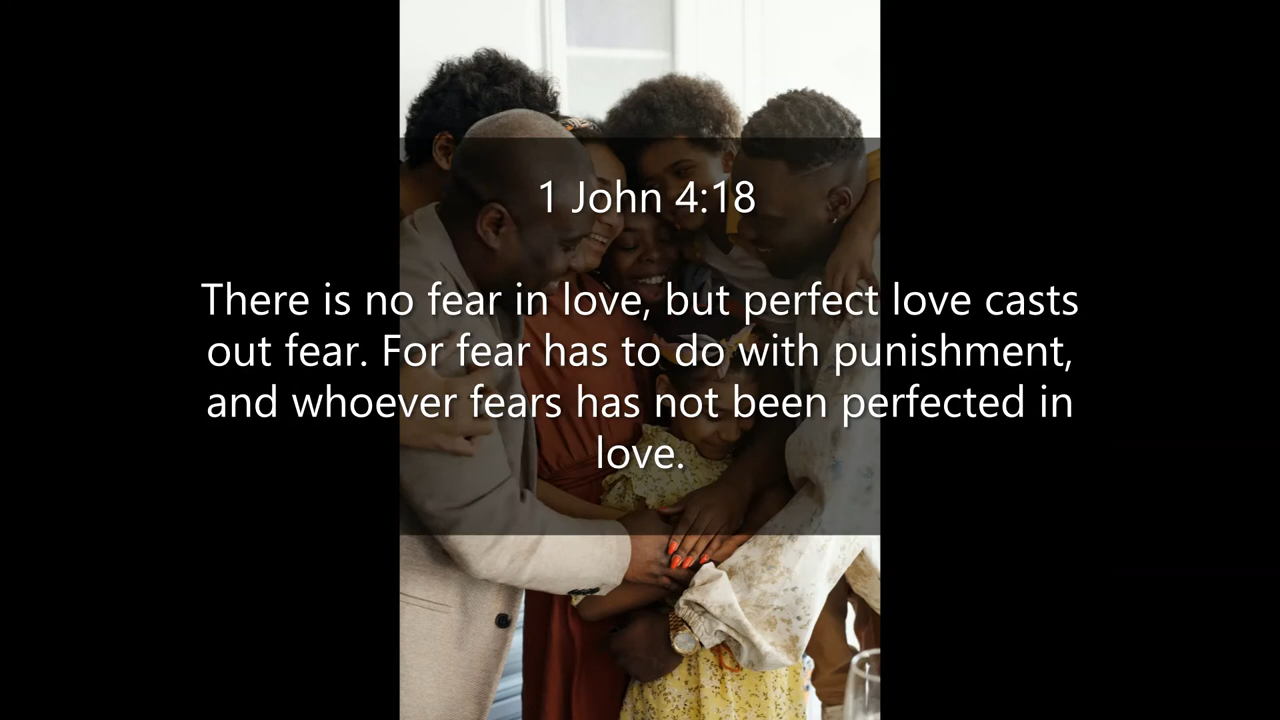 1 John 4:18
There is no fear in love, but perfect love casts
out fear. For fear has to do with punishment,
and whoever fears has not been perfected in
love.